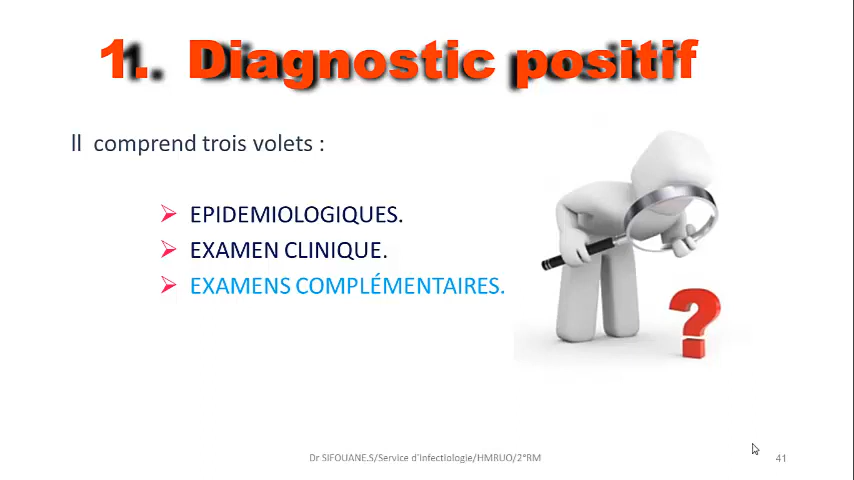 1. Diagnostic positif
Il comprend trois volets :
➢ EPIDEMIOLOGIQUES.
➢ EXAMEN CLINIQUE.
➢ EXAMENS COMPLÉMENTAIRES.
?
Dr SIFOUANE.S/Service d'infectiologie/HMRUO/2°RM
41